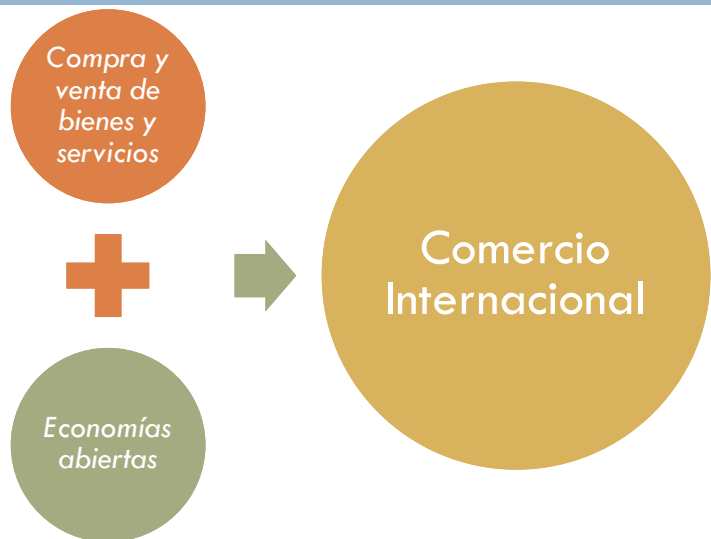 Compra y
venta de
bienes y
servicios
Economías
abiertas
Comercio
Internacional